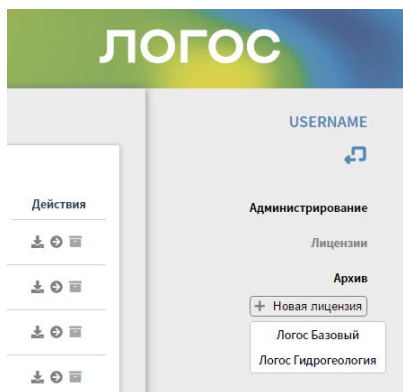 ЛОГОС
USERNAME
Действия
Администрирование
Лицензии
Архив
+ Новая лицензия
Логос Базовый
Логос Гидрогеология